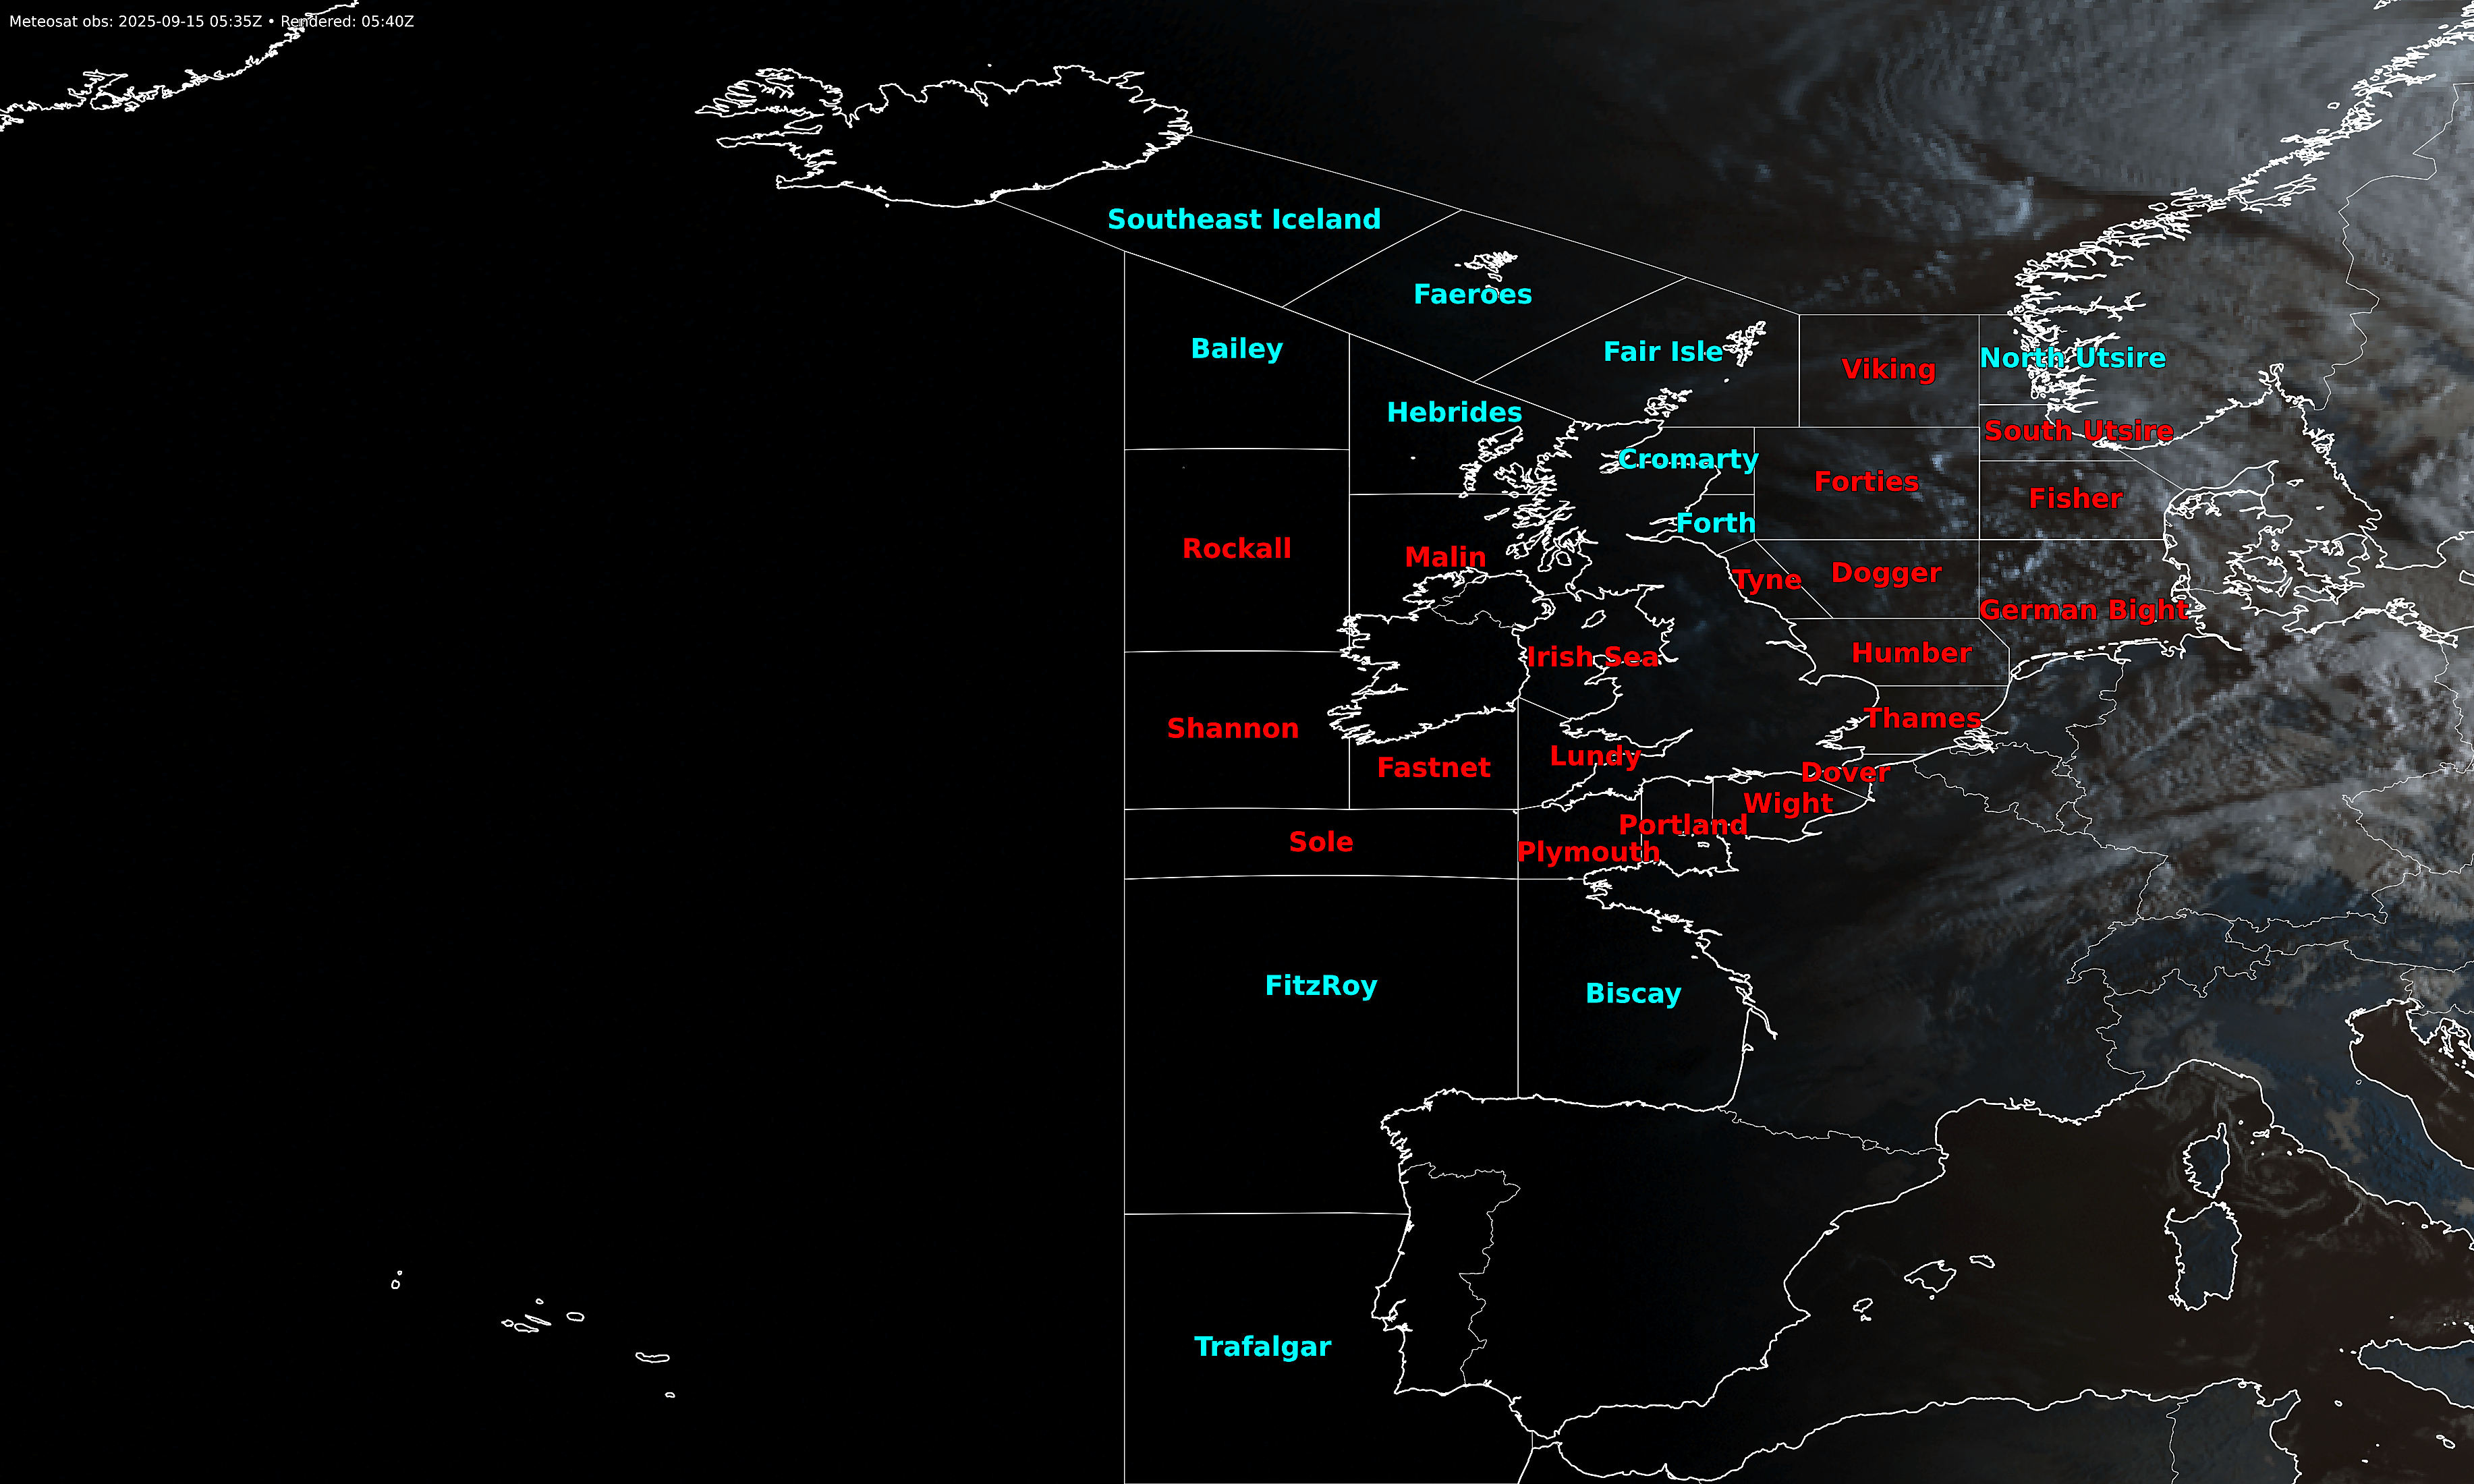 Meteosat obs: 2025-09-15 05:35Z • Rendered: 05:40Z
Southeast Iceland
Faeroes
Bailey
Fair Isle
North Utsire
Viking
Hebrides
South Utsire
Cromarty
Forties
Fisher
Forth
Rockall
Malin
Tyne
Dogger
German Bight
Humber
Irish Sea
Thames
Shannon
Lundy
Fastnet
Dover
Wight
Portland
Sole
Plymouth
FitzRoy
Biscay
Trafalgar